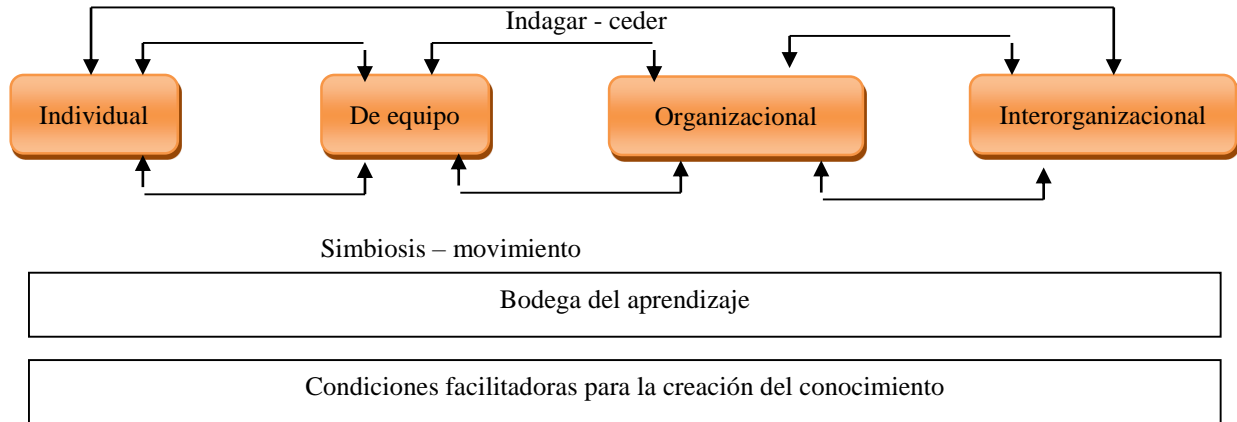 Indagar - ceder
Individual
De equipo
Organizacional
Interorganizacional
Simbiosis – movimiento
Bodega del aprendizaje
Condiciones facilitadoras para la creación del conocimiento